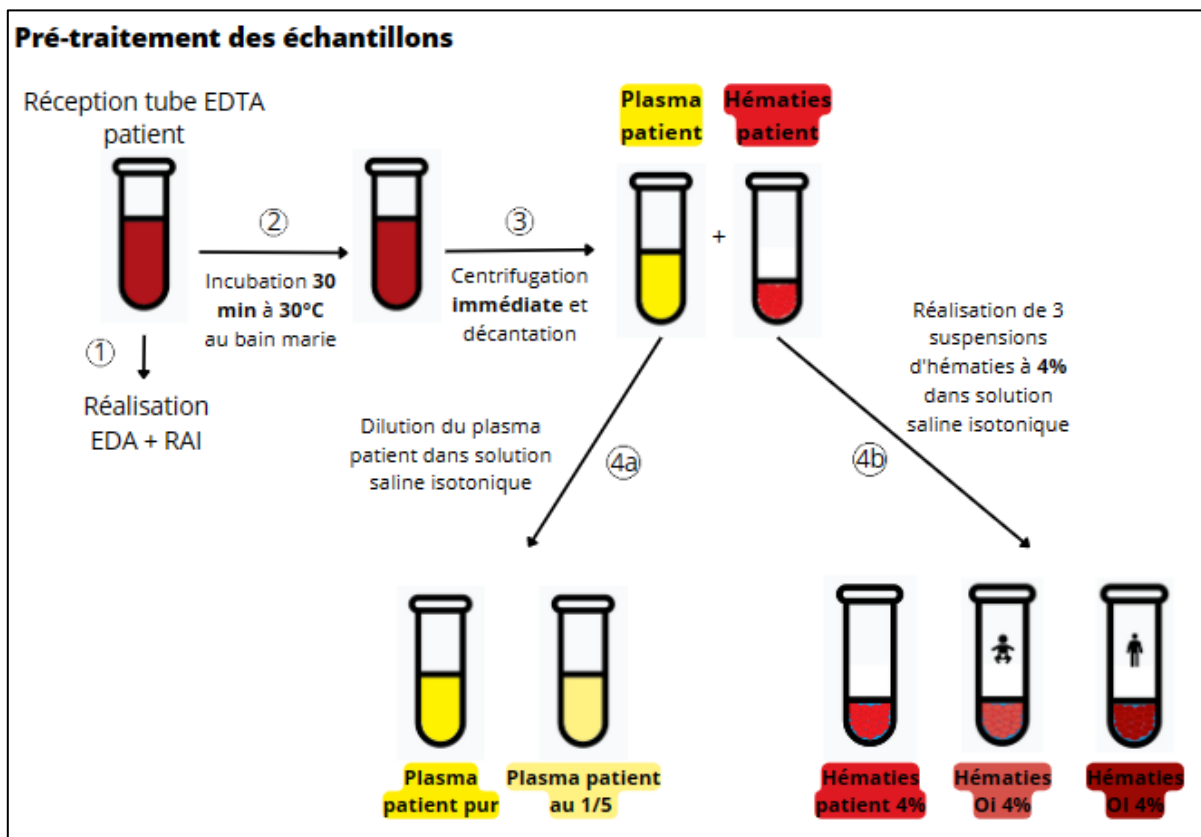 Pré-traitement des échantillons
Réception tube EDTA
patient
①
Réalisation
EDA + RAI
②
Incubation 30
min à 30°C
au bain marie
③
Centrifugation
immédiate et
décantation
Plasma
patient
+
Hématies
patient
Dilution du plasma
patient dans solution
saline isotonique
4a
Réalisation de 3
suspensions
d'hématies à 4%
dans solution
saline isotonique
4b
Plasma
patient pur
Plasma patient
au 1/5
Hématies
patient 4%
Hématies
Oi 4%
Hématies
OI 4%